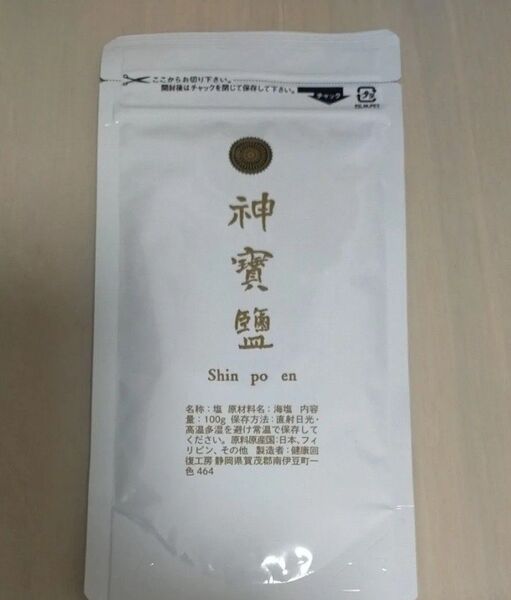 ここからお切り下さい。
開封後はチャックを閉じて保存して下さい。
チャック
プラ
神
寶
鹽
Shin po en
名称：塩 原材料名：海塩 内容
量：100g 保存方法：直射日光・
高温多湿を避け常温で保存して
ください。原料原産国：日本、フィ
リピン、その他 製造者：健康回
復工房 静岡県賀茂郡南伊豆町一
色 464